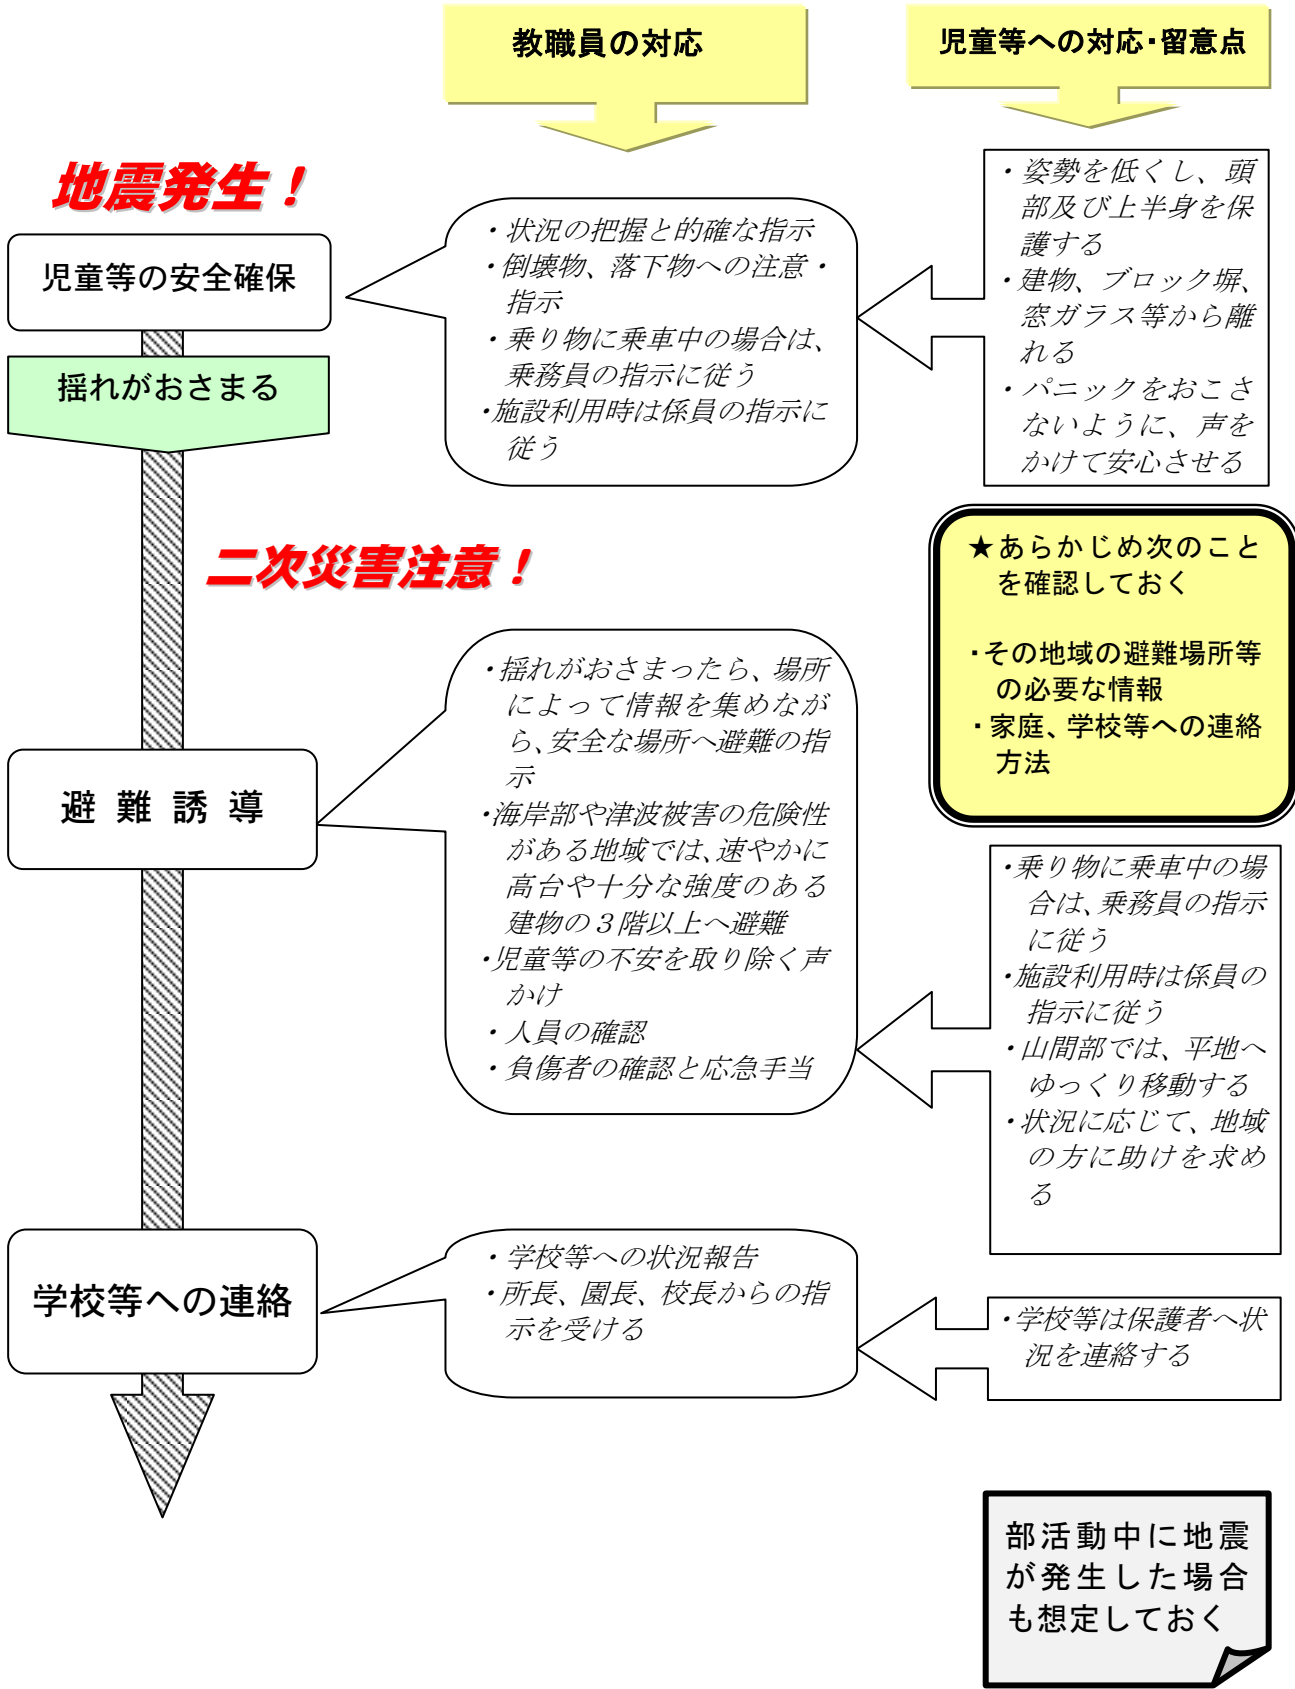 教職員の対応
児童等への対応・留意点
地震発生！
児童等の安全確保
揺れがおさまる
・状況の把握と的確な指示
・倒壊物、落下物への注意・
指示
・乗り物に乗車中の場合は、
乗務員の指示に従う
・施設利用時は係員の指示に
従う
・姿勢を低くし、頭
部及び上半身を保
護する
・建物、ブロック塀、
窓ガラス等から離
れる
・パニックをおこさ
ないように、声を
かけて安心させる
二次災害注意！
★あらかじめ次のこと
を確認しておく
・その地域の避難場所等
の必要な情報
・家庭、学校等への連絡
方法
避難誘導
・揺れがおさまったら、場所
によって情報を集めなが
ら、安全な場所へ避難の指
示
・海岸部や津波被害の危険性
がある地域では、速やかに
高台や十分な強度のある
建物の３階以上へ避難
・児童等の不安を取り除く声
かけ
・人員の確認
・負傷者の確認と応急手当
・乗り物に乗車中の場
合は、乗務員の指示
に従う
・施設利用時は係員の
指示に従う
・山間部では、平地へ
ゆっくり移動する
・状況に応じて、地域
の方に助けを求め
る
学校等への連絡
・学校等への状況報告
・所長、園長、校長からの指
示を受ける
・学校等は保護者へ状
況を連絡する
部活動中に地震
が発生した場合
も想定しておく